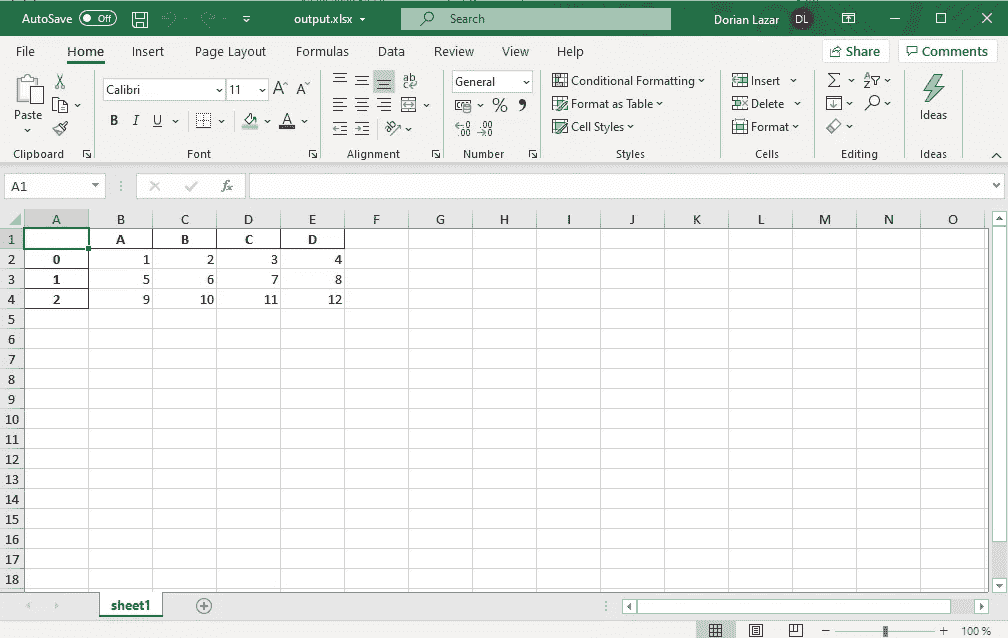 AutoSave Off output.xlsx Search Dorian Lazar DL
File Home Insert Page Layout Formulas Data Review View Help Share Comments
Calibri 11 A A ab General Conditional Formatting Insert
Paste B I U A % 9 Format as Table Delete Ideas
Cell Styles Format
Clipboard Font Alignment Number Styles Cells Editing Ideas
A1 fx
A B C D E F G H I J K L M N O
1 A B C D
2 0 1 2 3 4
3 1 5 6 7 8
4 2 9 10 11 12
5
6
7
8
9
10
11
12
13
14
15
16
17
18
sheet1
100 %